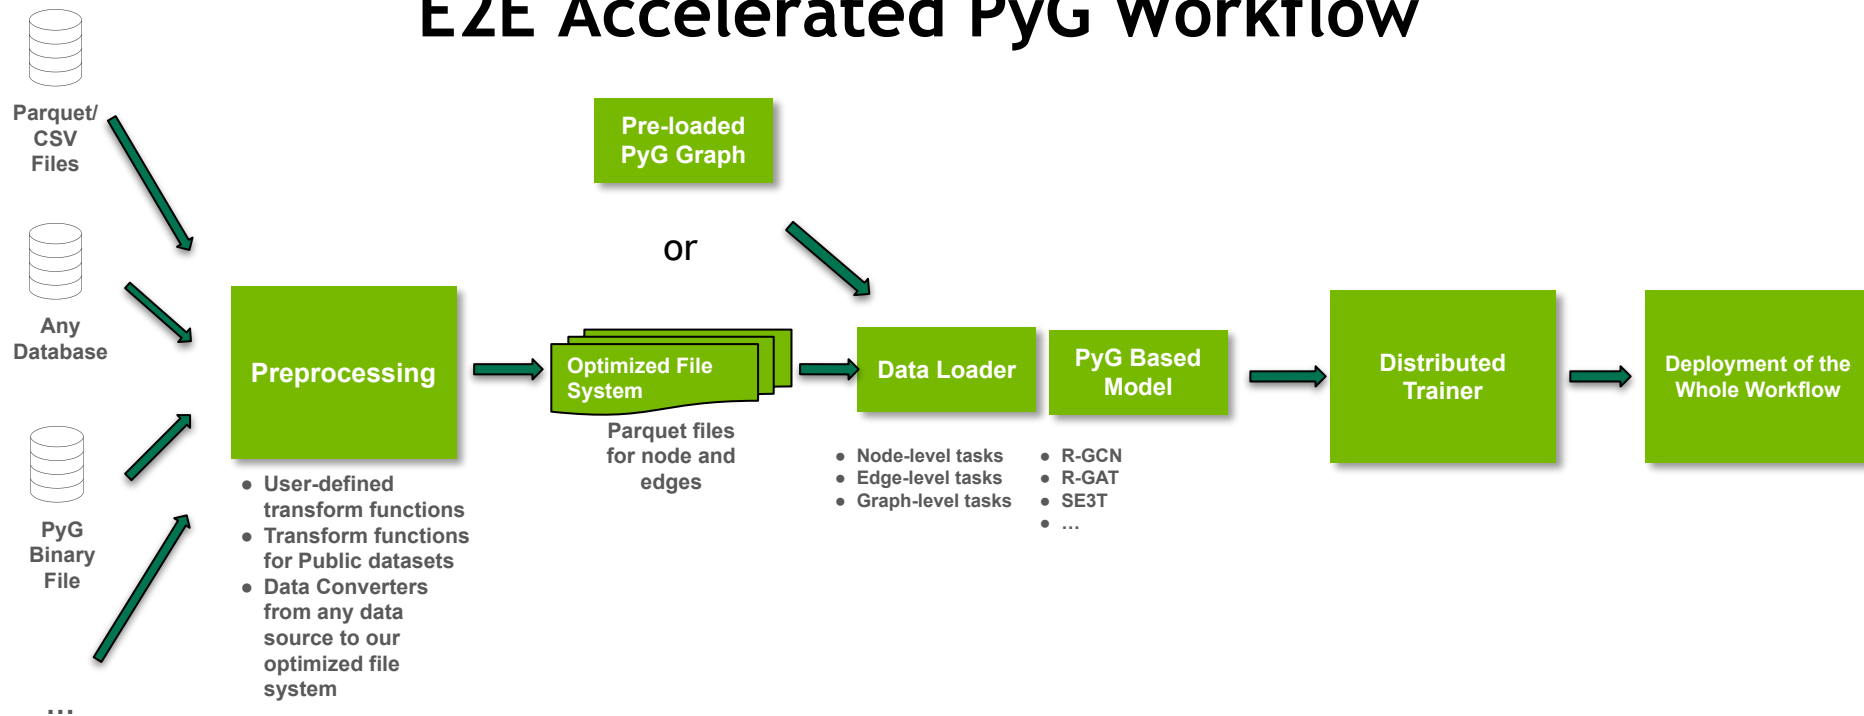 E2E Accelerated PyG Workflow
Parquet/
CSV
Files
Any
Database
PyG
Binary
File
...
Preprocessing
● User-defined
transform functions
● Transform functions
for Public datasets
● Data Converters
from any data
source to our
optimized file
system
Pre-loaded
PyG Graph
or
Optimized File
System
Parquet files
for node and
edges
Data Loader
● Node-level tasks
● Edge-level tasks
● Graph-level tasks
PyG Based
Model
● R-GCN
● R-GAT
● SE3T
● ...
Distributed
Trainer
Deployment of the
Whole Workflow